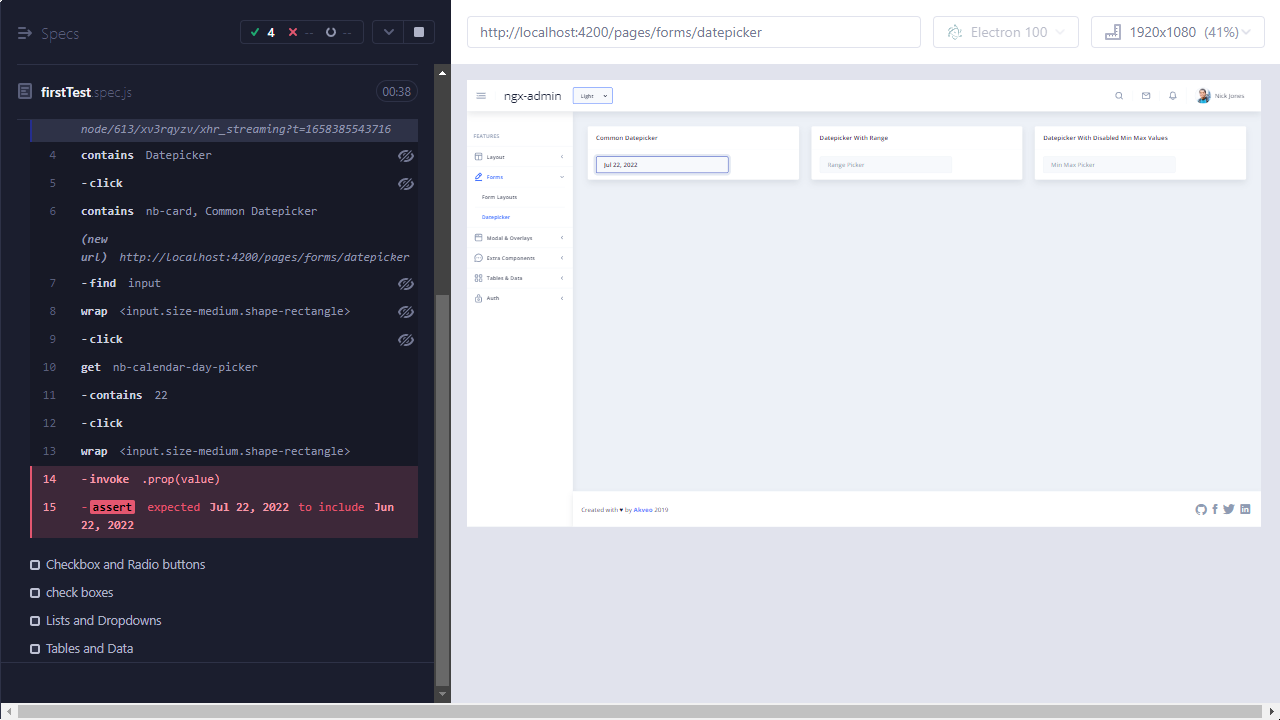 Specs
4
--
--
firstTest.spec.js
00:38
node/613/xv3rqyzv/xhr_streaming?t=1658385543716
4 contains Datepicker
5 -click
6 contains nb-card, Common Datepicker
(new
url) http://localhost:4200/pages/forms/datepicker
7 -find input
8 wrap <input.size-medium.shape-rectangle>
9 -click
10 get nb-calendar-day-picker
11 -contains 22
12 -click
13 wrap <input.size-medium.shape-rectangle>
14 -invoke .prop(value)
15 -assert expected Jul 22, 2022 to include Jun
22, 2022
Checkbox and Radio buttons
check boxes
Lists and Dropdowns
Tables and Data
http://localhost:4200/pages/forms/datepicker
Electron 100
1920x1080 (41%)
ngx-admin
Light
Nick Jones
FEATURES
Layout
Forms
Form Layouts
Datepicker
Modal & Overlays
Extra Components
Tables & Data
Auth
Common Datepicker
Jul 22, 2022
Datepicker With Range
Range Picker
Datepicker With Disabled Min Max Values
Min Max Picker
Created with ♥ by Akveo 2019